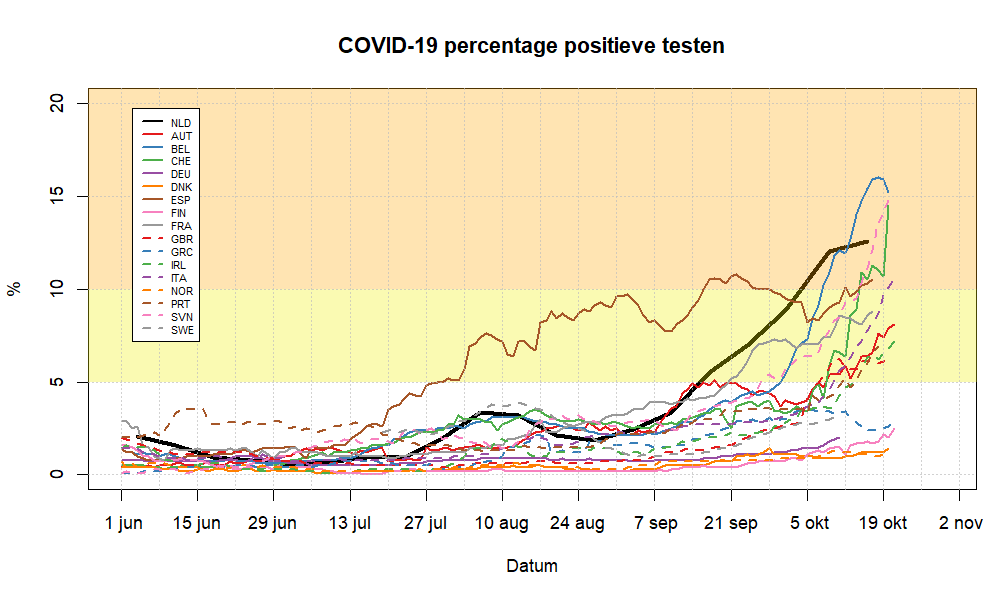 COVID-19 percentage positieve testen
20
15
10
5
0
%
NLD
AUT
BEL
CHE
DEU
DNK
ESP
FIN
FRA
GBR
GRC
IRL
ITA
NOR
PRT
SVN
SWE
1 jun 15 jun 29 jun 13 jul 27 jul 10 aug 24 aug 7 sep 21 sep 5 okt 19 okt 2 nov
Datum